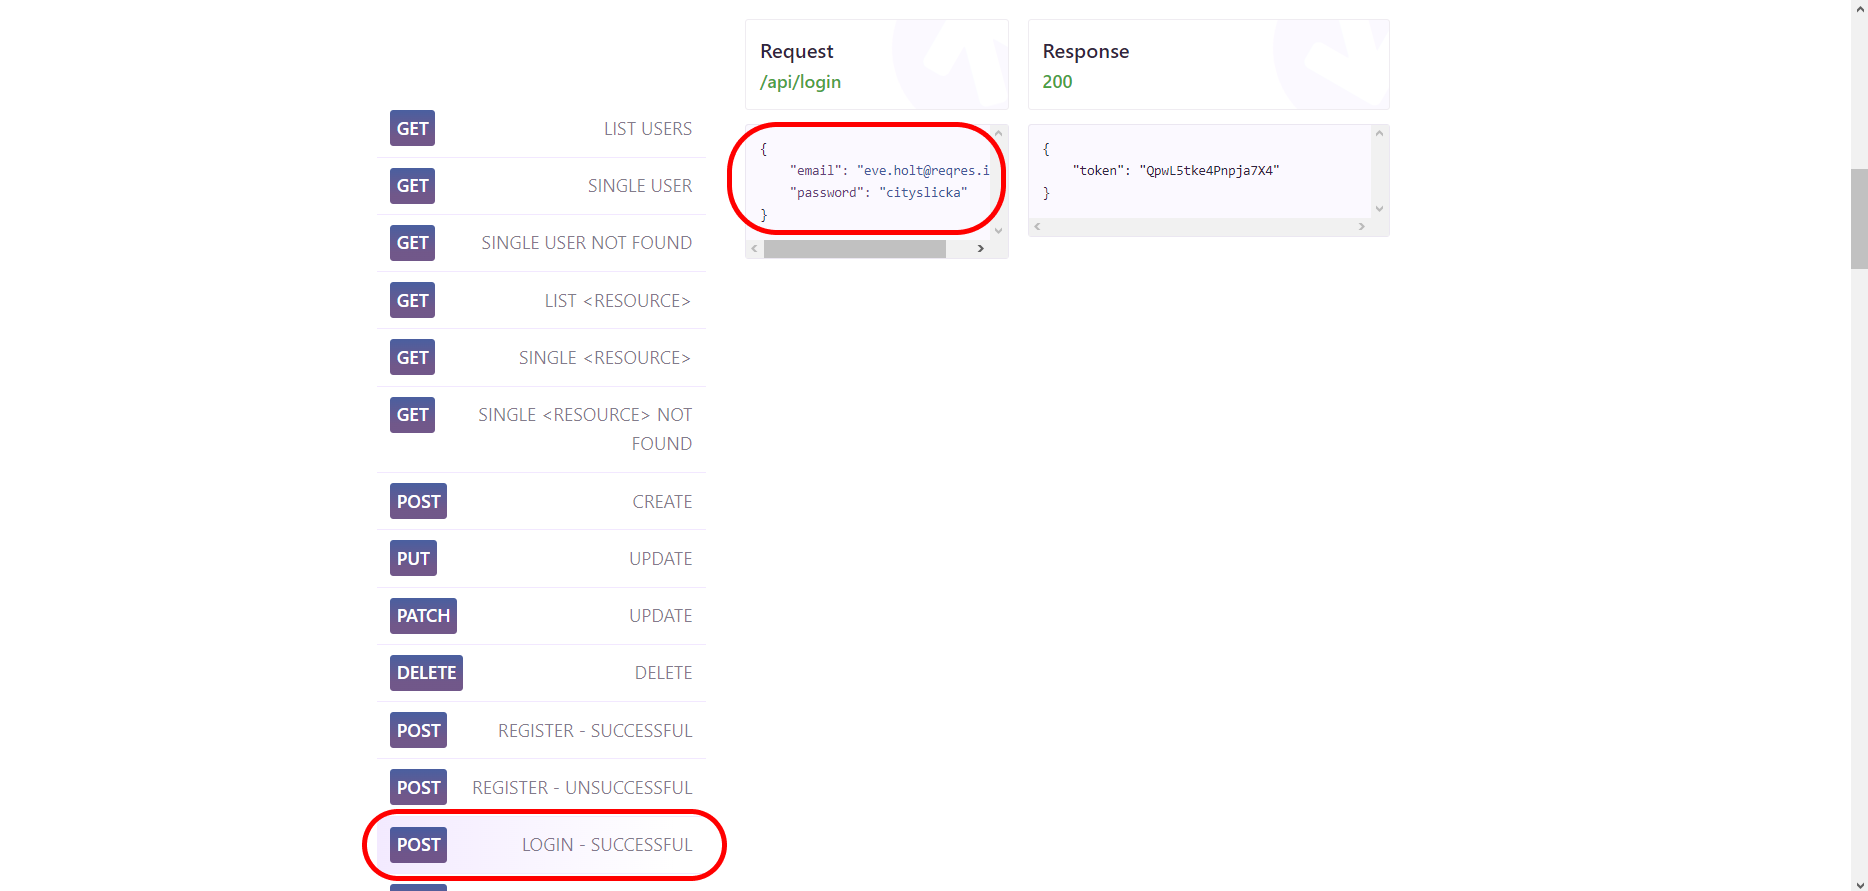 Request
/api/login
Response
200
{
"email": "eve.holt@reqres.i
"password": "cityslicka"
}
{
"token": "QpwL5tke4Pnpja7X4"
}
GET LIST USERS
GET SINGLE USER
GET SINGLE USER NOT FOUND
GET LIST <RESOURCE>
GET SINGLE <RESOURCE>
GET SINGLE <RESOURCE> NOT
FOUND
POST CREATE
PUT UPDATE
PATCH UPDATE
DELETE DELETE
POST REGISTER - SUCCESSFUL
POST REGISTER - UNSUCCESSFUL
POST LOGIN - SUCCESSFUL